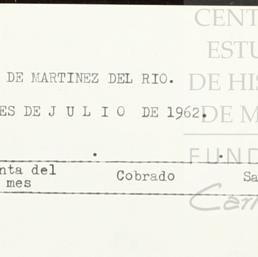 CENT
ESTU
DE HIS
DE M
FUND
Car
DE MARTINEZ DEL RIO.
ES DE J U L I O DE 1962.
nta del
mes
Cobrado
Sa